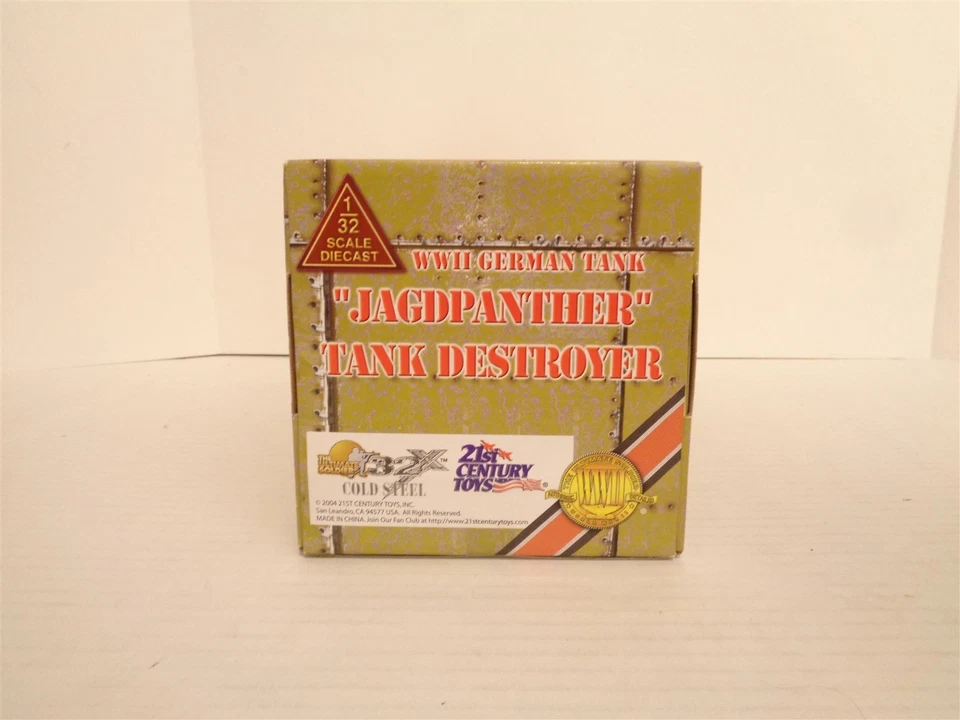 1
32
SCALE
DIECAST
WWII GERMAN TANK
"JAGDPANTHER"
TANK DESTROYER
THE
ULTIMATE
SOLDIER
32X™
COLD STEEL
21st
CENTURY
TOYS
®
© 2004 21ST CENTURY TOYS, INC.
San Leandro, CA 94577 USA. All Rights Reserved.
MADE IN CHINA. Join Our Fan Club at http://www.21stcenturytoys.com
WWII